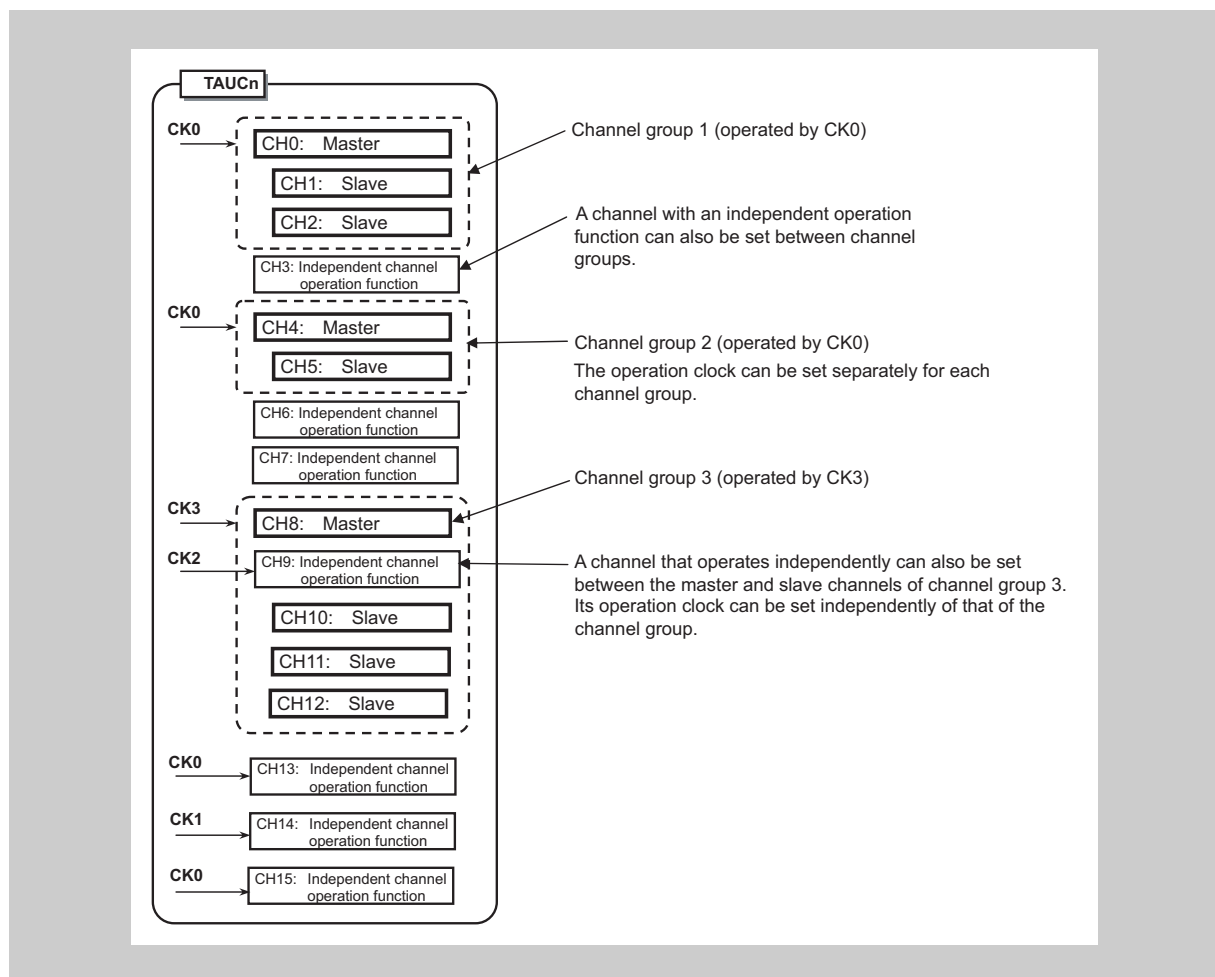 TAUCn
CK0
CH0: Master
CH1: Slave
CH2: Slave
Channel group 1 (operated by CK0)
CH3: Independent channel
operation function
A channel with an independent operation
function can also be set between channel
groups.
CK0
CH4: Master
CH5: Slave
Channel group 2 (operated by CK0)
The operation clock can be set separately for each
channel group.
CH6: Independent channel
operation function
CH7: Independent channel
operation function
CK3
CH8: Master
Channel group 3 (operated by CK3)
CK2
CH9: Independent channel
operation function
A channel that operates independently can also be set
between the master and slave channels of channel group 3.
Its operation clock can be set independently of that of the
channel group.
CH10: Slave
CH11: Slave
CH12: Slave
CK0
CH13: Independent channel
operation function
CK1
CH14: Independent channel
operation function
CK0
CH15: Independent channel
operation function